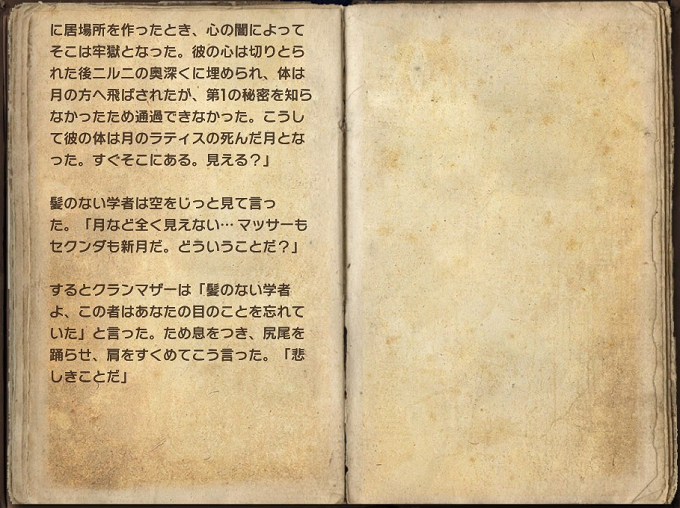 に居場所を作ったとき、心の闇によって
そこは牢獄となった。彼の心は切りとら
れた後ニルニの奥深くに埋められ、体は
月の方へ飛ばされたが、第1の秘密を知ら
なかったため通過できなかった。こうし
て彼の体は月のラティスの死んだ月とな
った。すぐそこにある。見える？」

髪のない学者は空をじっと見て言っ
た。「月など全く見えない… マッサーも
セクンダも新月だ。どういうことだ？」

するとクランマザーは「髪のない学者
よ、この者はあなたの目のことを忘れて
いた」と言った。ため息をつき、尻尾を
踊らせ、肩をすくめてこう言った。「悲
しきことだ」